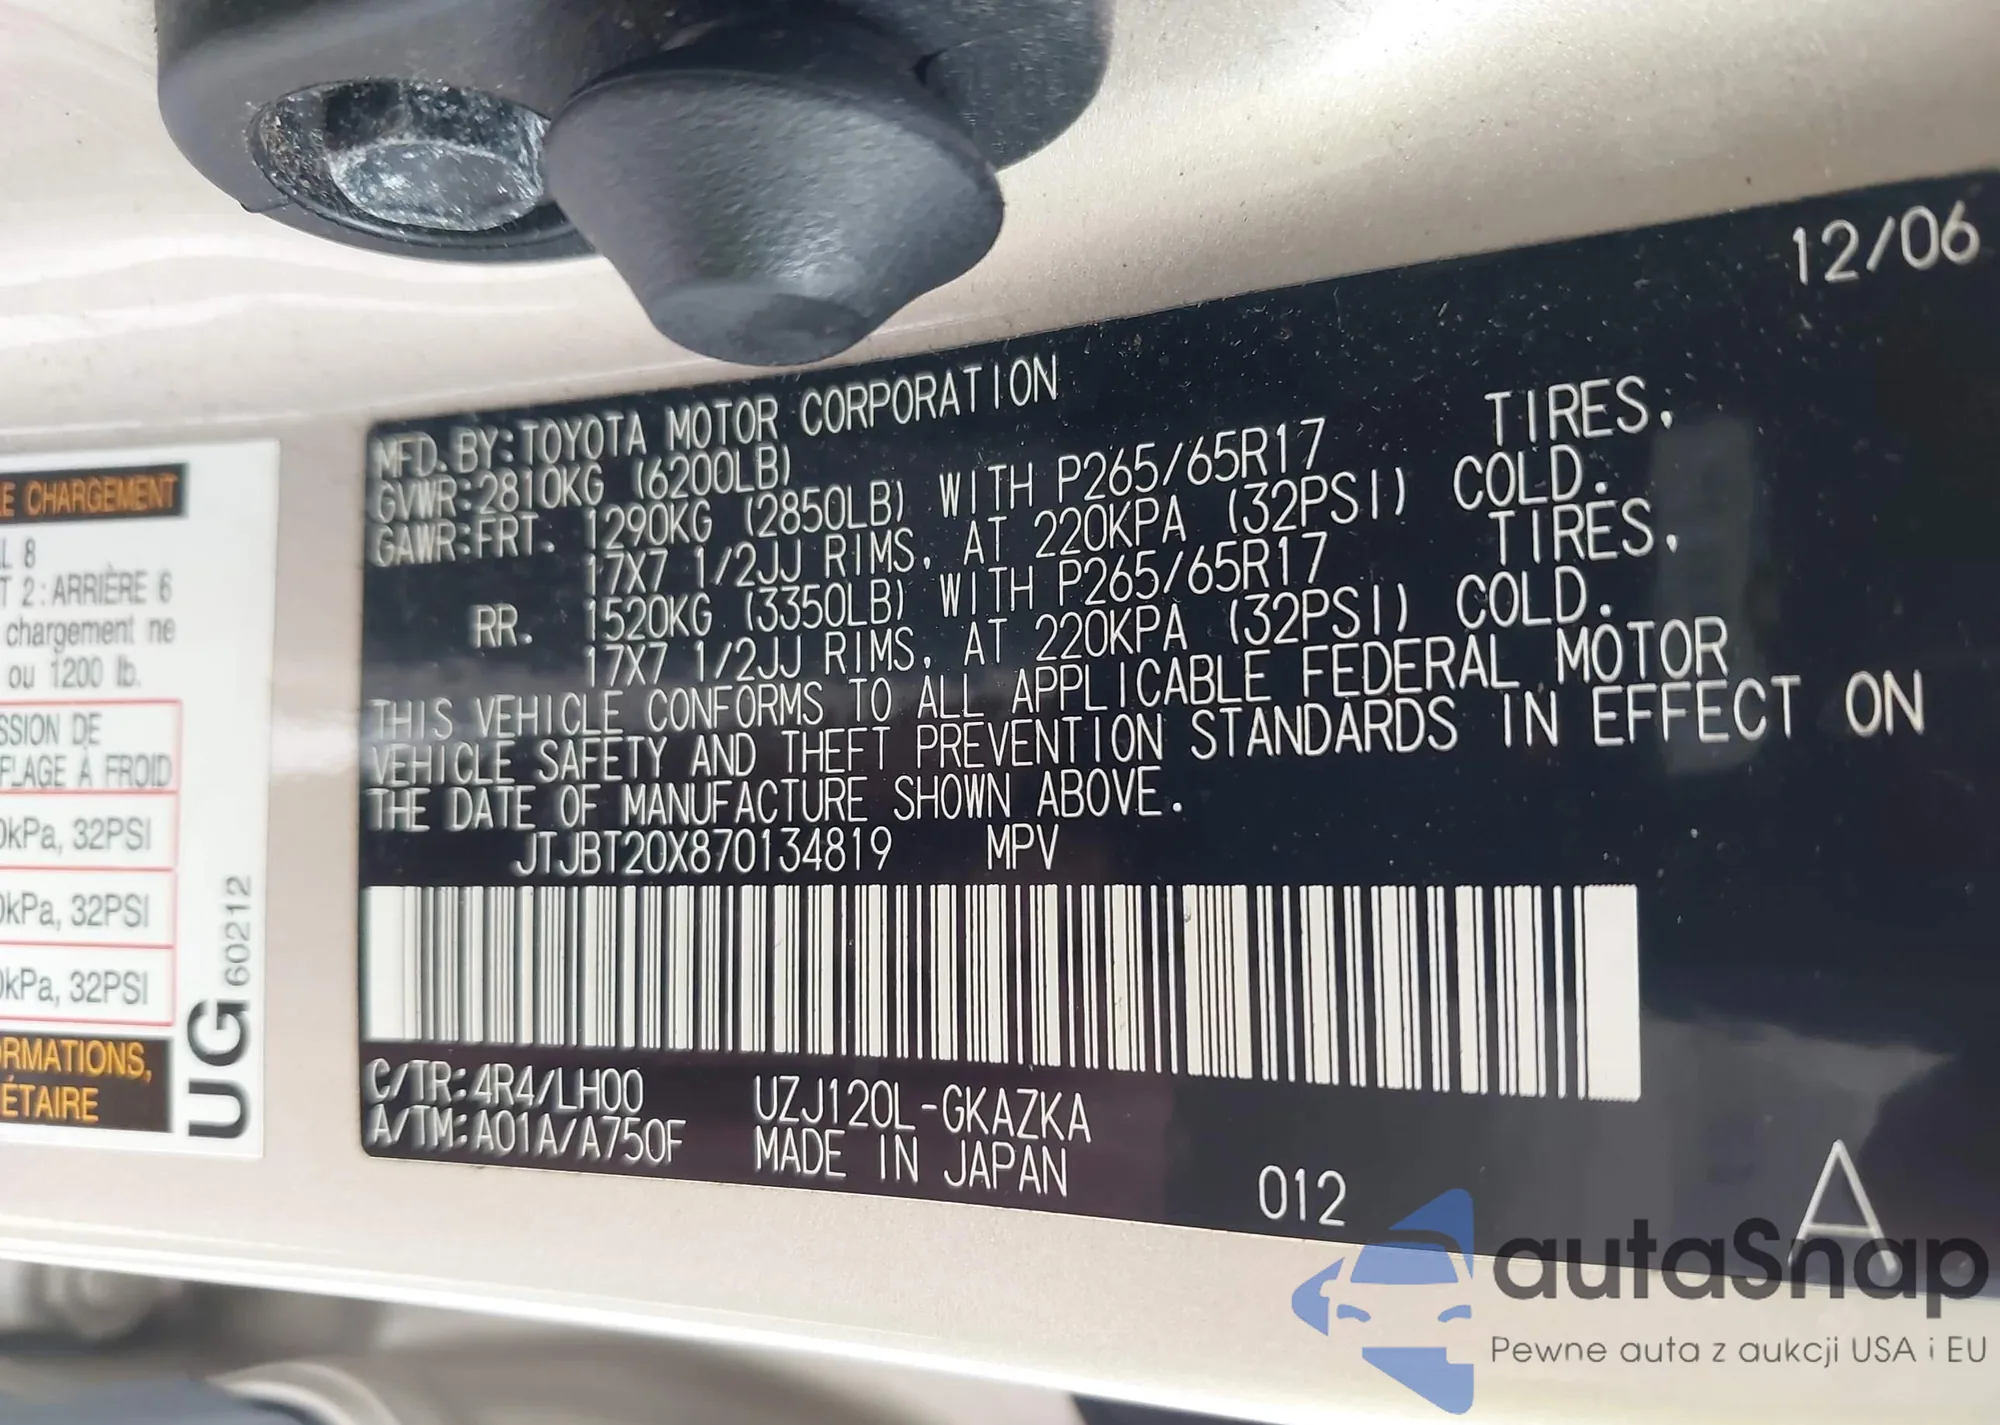 12/06
MFD. BY:TOYOTA MOTOR CORPORATION
GVWR:2810KG (6200LB)
GAWR:FRT. 1290KG (2850LB) WITH P265/65R17 TIRES,
17X7 1/2JJ RIMS, AT 220KPA (32PSI) COLD.
RR. 1520KG (3350LB) WITH P265/65R17 TIRES,
17X7 1/2JJ RIMS, AT 220KPA (32PSI) COLD.
THIS VEHICLE CONFORMS TO ALL APPLICABLE FEDERAL MOTOR
VEHICLE SAFETY AND THEFT PREVENTION STANDARDS IN EFFECT ON
THE DATE OF MANUFACTURE SHOWN ABOVE.
JTJBT20X870134819 MPV
C/TR:4R4/LH00 UZJ120L-GKAZKA
A/TM:A01A/A750F MADE IN JAPAN
012 A
E CHARGEMENT
L 8
T 2:ARRIÈRE 6
chargement ne
ou 1200 lb.
SSION DE
FLAGE À FROID
0kPa, 32PSI
0kPa, 32PSI
0kPa, 32PSI
ORMATIONS,
ÉTAIRE
UG 60212
autaSnap
Pewne auta z aukcji USA i EU